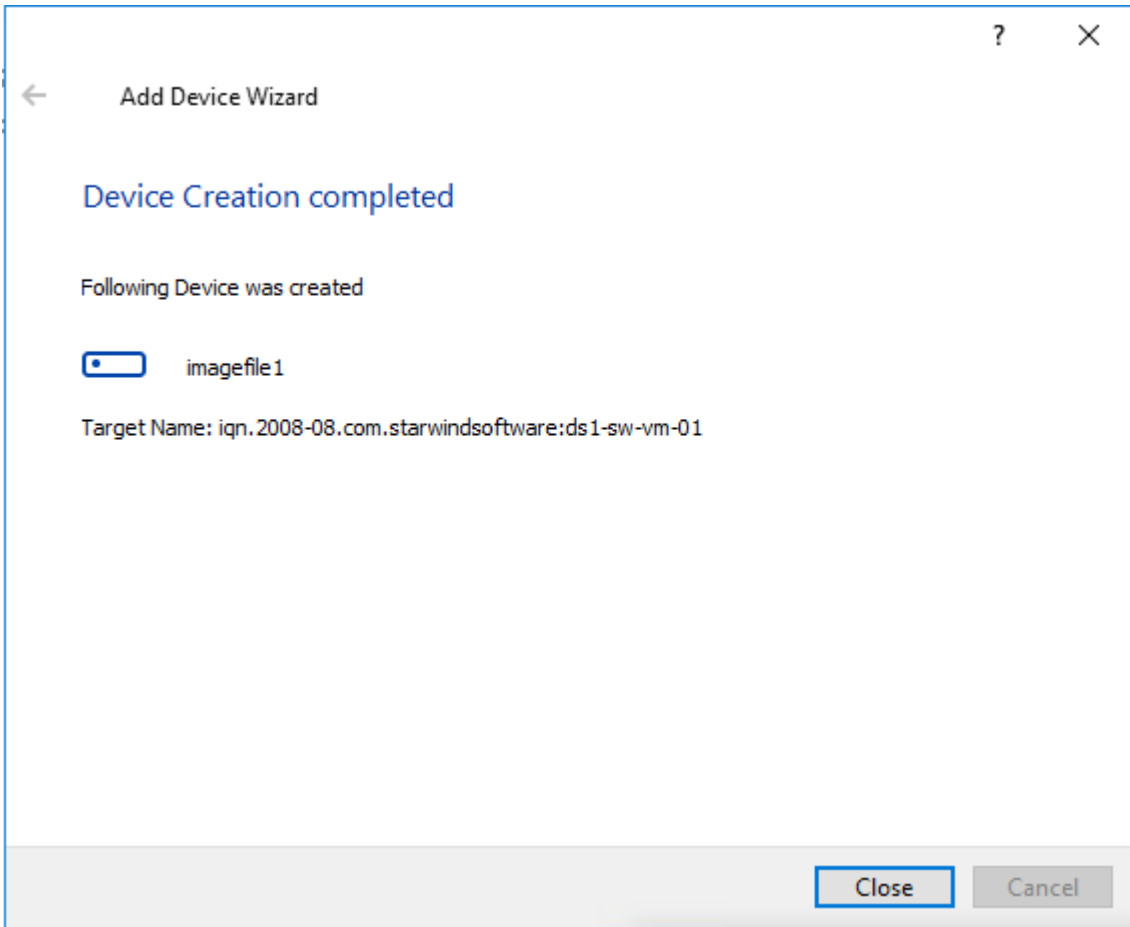 ?
Add Device Wizard
Device Creation completed
Following Device was created
imagefile1
Target Name: iqn.2008-08.com.starwindsoftware:ds1-sw-vm-01
Close Cancel